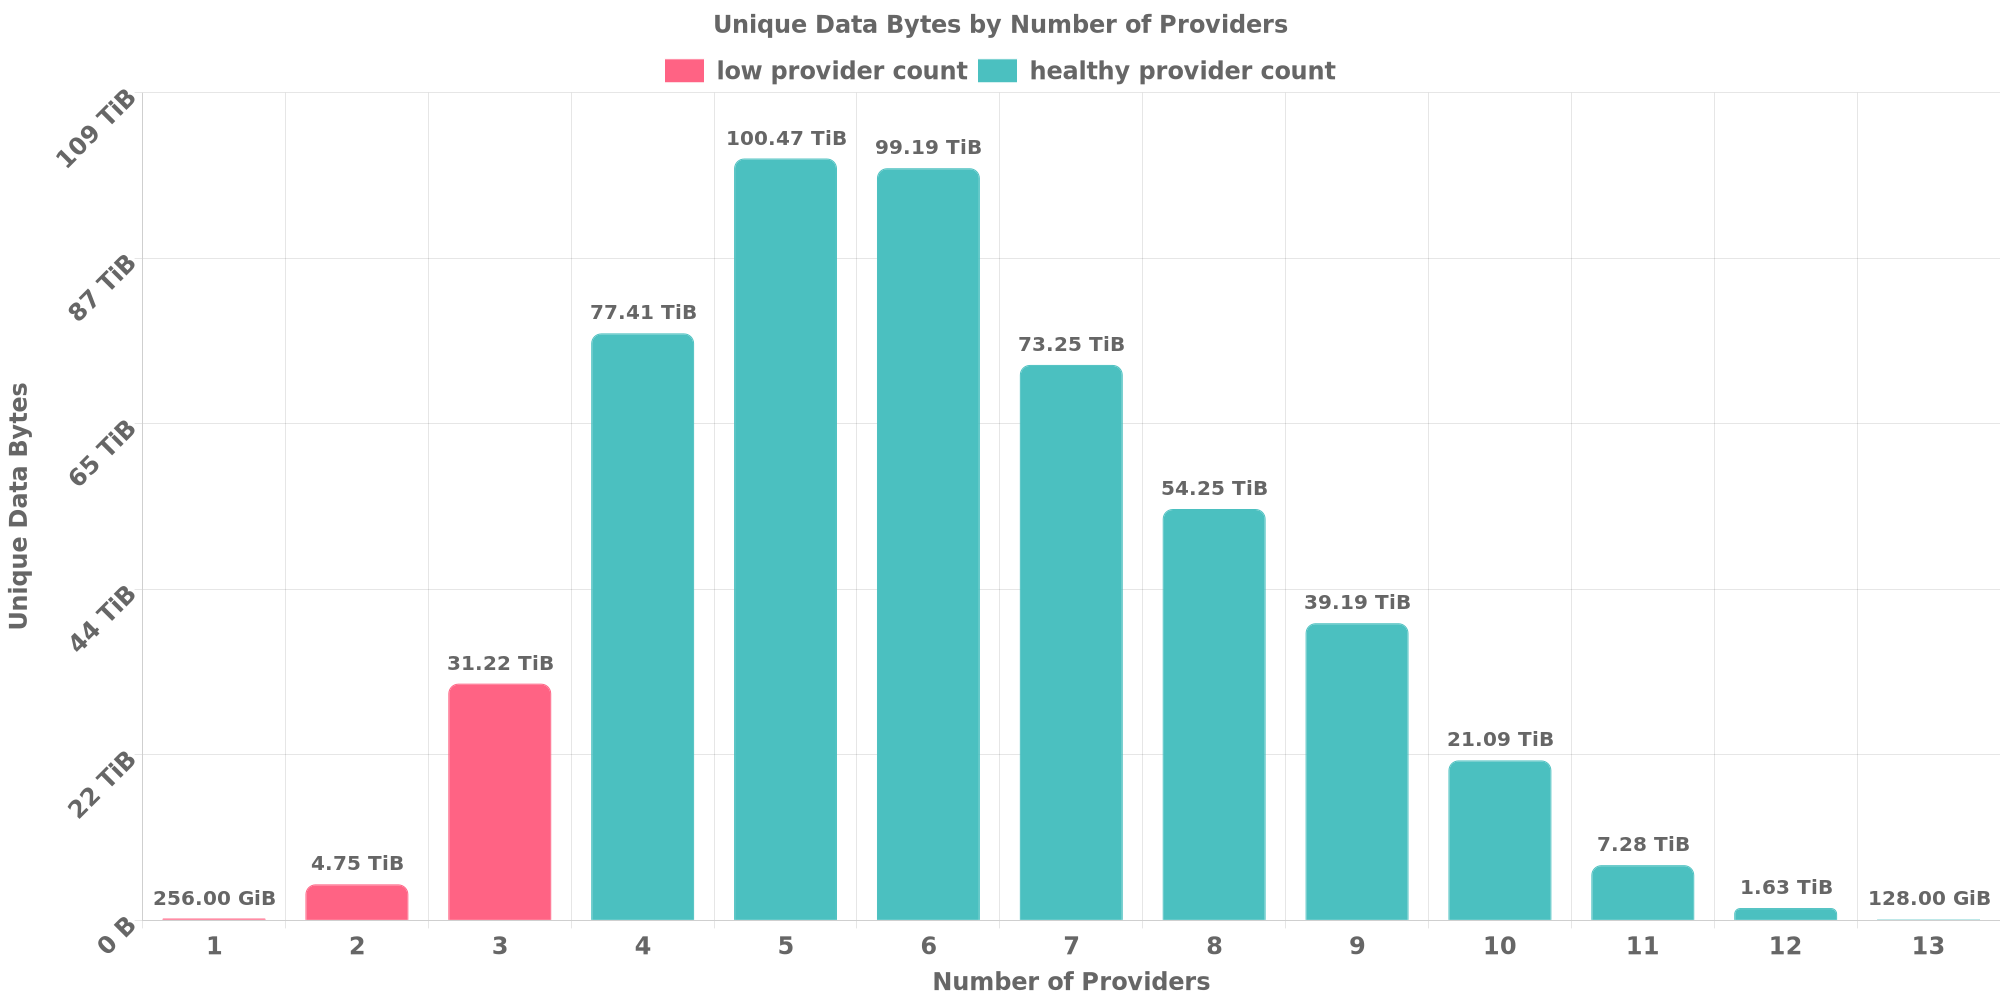 Unique Data Bytes by Number of Providers
low provider count
healthy provider count
109 TiB
87 TiB
65 TiB
44 TiB
22 TiB
0 B
Unique Data Bytes
256.00 GiB
4.75 TiB
31.22 TiB
77.41 TiB
100.47 TiB
99.19 TiB
73.25 TiB
54.25 TiB
39.19 TiB
21.09 TiB
7.28 TiB
1.63 TiB
128.00 GiB
1 2 3 4 5 6 7 8 9 10 11 12 13
Number of Providers